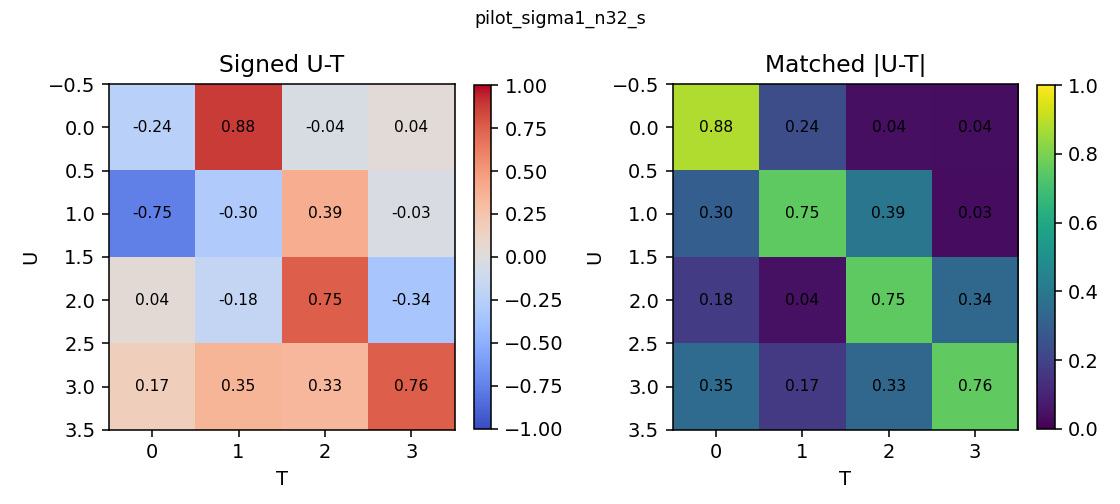 pilot_sigma1_n32_s
Signed U-T
−0.5
0.0
0.5
1.0
1.5
2.0
2.5
3.0
3.5
U
-0.24 0.88 -0.04 0.04
-0.75 -0.30 0.39 -0.03
0.04 -0.18 0.75 -0.34
0.17 0.35 0.33 0.76
0 1 2 3
T
1.00
0.75
0.50
0.25
0.00
−0.25
−0.50
−0.75
−1.00
Matched |U-T|
−0.5
0.0
0.5
1.0
1.5
2.0
2.5
3.0
3.5
U
0.88 0.24 0.04 0.04
0.30 0.75 0.39 0.03
0.18 0.04 0.75 0.34
0.35 0.17 0.33 0.76
0 1 2 3
T
1.0
0.8
0.6
0.4
0.2
0.0